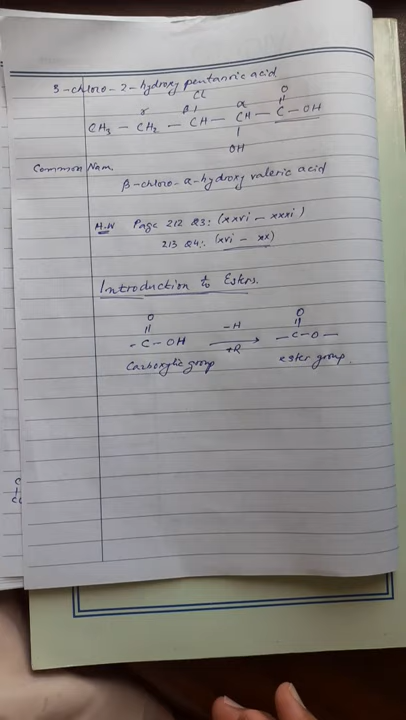 3-chloro-2-hydroxy pentanoic acid
Cl O
γ β | α ||
CH₃ — CH₂ — CH — CH — C — OH
|
OH
Common Nam.
β-chloro-α-hydroxy valeric acid
H.W Page 212 Q3: (xxvi — xxxi)
213 Q4: (xvi — xx)
Introduction to Esters.
O O
|| ||
-C-OH -H → -C-O-
+R
Carboxylic group ester group.